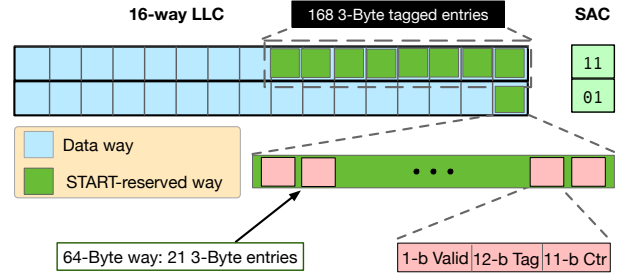 16-way LLC
168 3-Byte tagged entries
SAC
11
01
Data way
START-reserved way
• • •
64-Byte way: 21 3-Byte entries
1-b Valid 12-b Tag 11-b Ctr